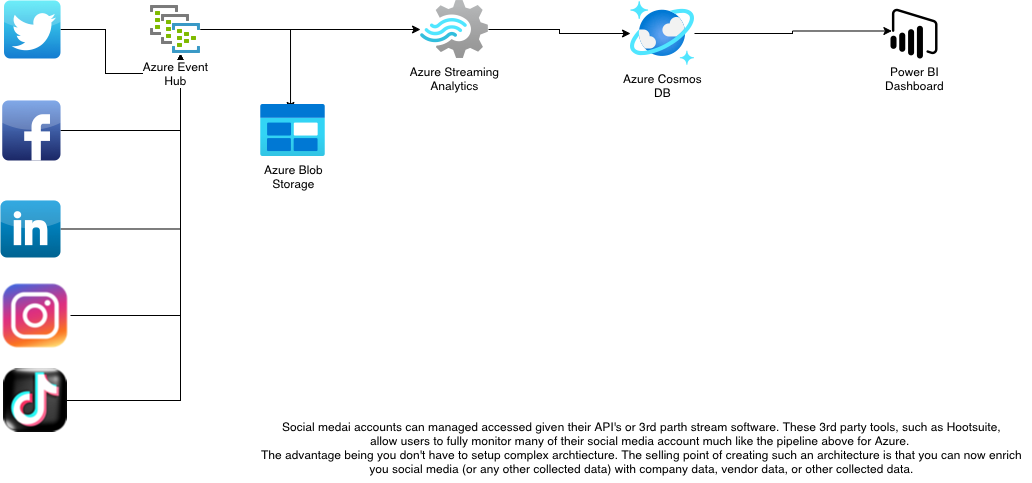 Azure Event
Hub
Azure Streaming
Analytics
Azure Cosmos
DB
Power BI
Dashboard
f
Azure Blob
Storage
in
Social medai accounts can managed accessed given their API's or 3rd parth stream software. These 3rd party tools, such as Hootsuite,
allow users to fully monitor many of their social media account much like the pipeline above for Azure.
The advantage being you don't have to setup complex archtiecture. The selling point of creating such an architecture is that you can now enrich
you social media (or any other collected data) with company data, vendor data, or other collected data.